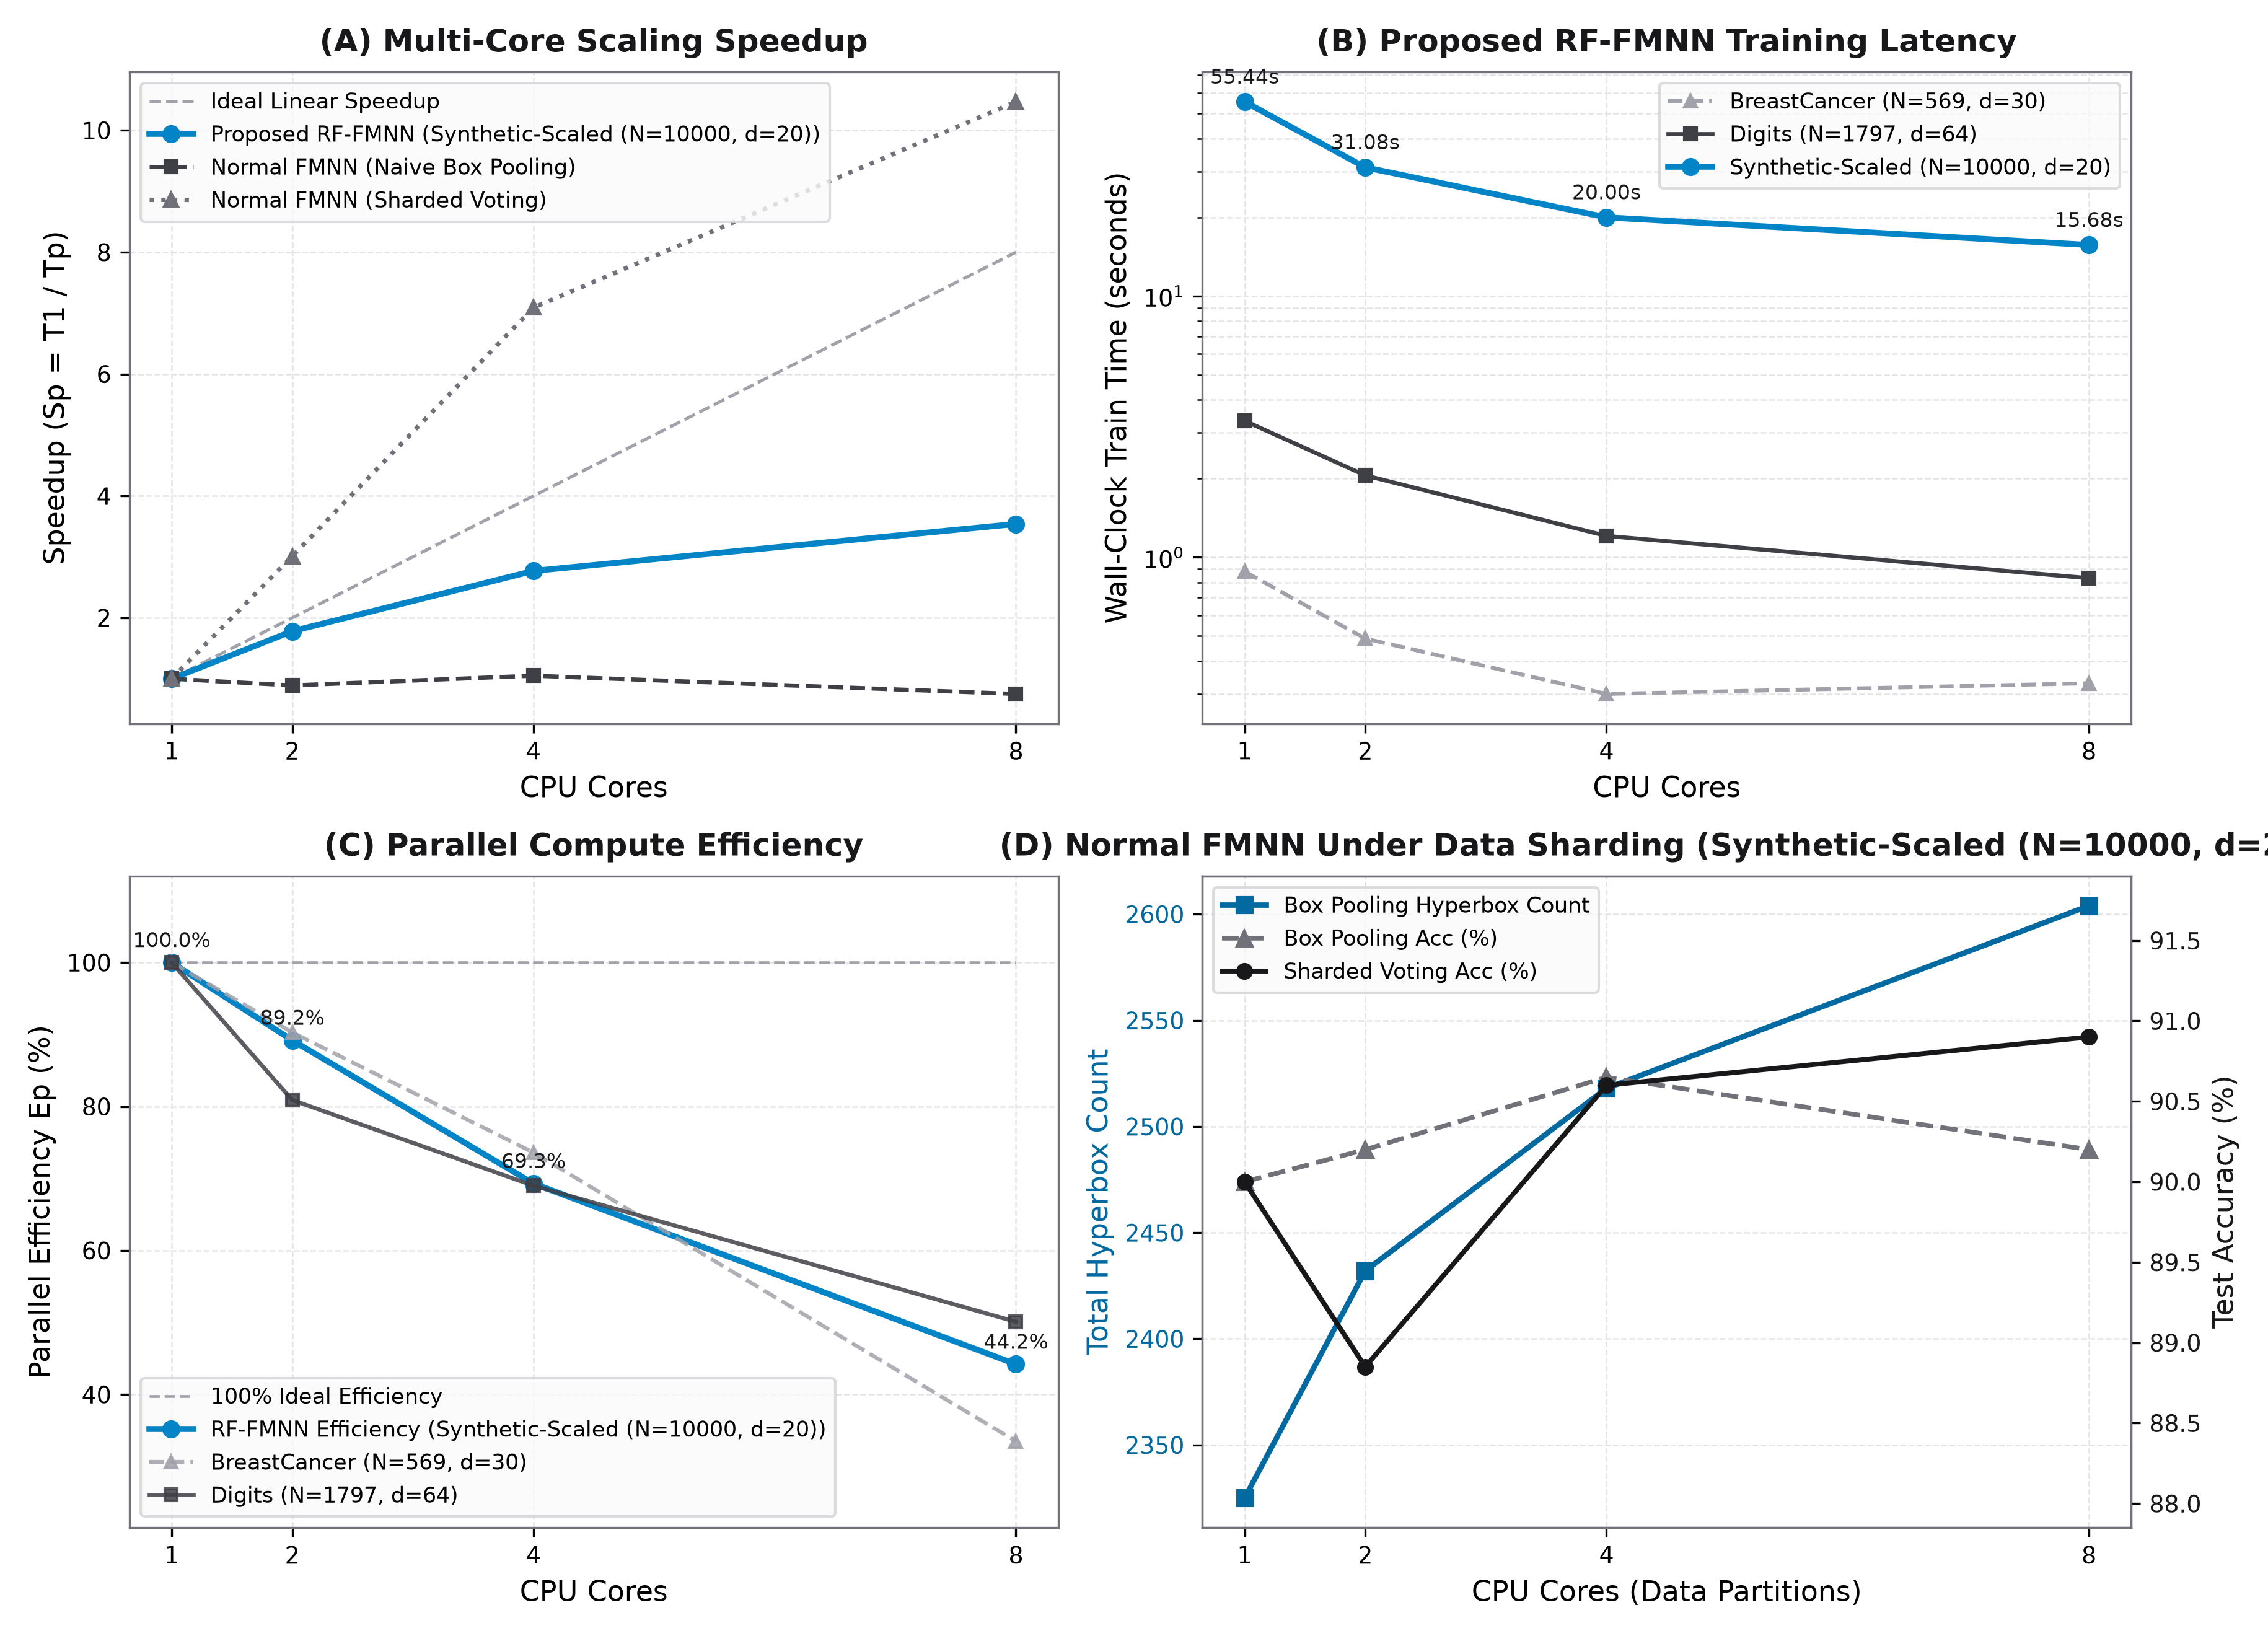 (A) Multi-Core Scaling Speedup
Ideal Linear Speedup
Proposed RF-FMNN (Synthetic-Scaled (N=10000, d=20))
Normal FMNN (Naive Box Pooling)
Normal FMNN (Sharded Voting)
10
8
6
4
2
Speedup (Sp = T1 / Tp)
1
2
4
8
CPU Cores
(B) Proposed RF-FMNN Training Latency
55.44s
31.08s
20.00s
15.68s
BreastCancer (N=569, d=30)
Digits (N=1797, d=64)
Synthetic-Scaled (N=10000, d=20)
10¹
10⁰
Wall-Clock Train Time (seconds)
1
2
4
8
CPU Cores
(C) Parallel Compute Efficiency
100.0%
89.2%
69.3%
44.2%
100
80
60
40
Parallel Efficiency Ep (%)
100% Ideal Efficiency
RF-FMNN Efficiency (Synthetic-Scaled (N=10000, d=20))
BreastCancer (N=569, d=30)
Digits (N=1797, d=64)
1
2
4
8
CPU Cores
(D) Normal FMNN Under Data Sharding (Synthetic-Scaled (N=10000, d=2
Box Pooling Hyperbox Count
Box Pooling Acc (%)
Sharded Voting Acc (%)
2600
2550
2500
2450
2400
2350
Total Hyperbox Count
91.5
91.0
90.5
90.0
89.5
89.0
88.5
88.0
Test Accuracy (%)
1
2
4
8
CPU Cores (Data Partitions)